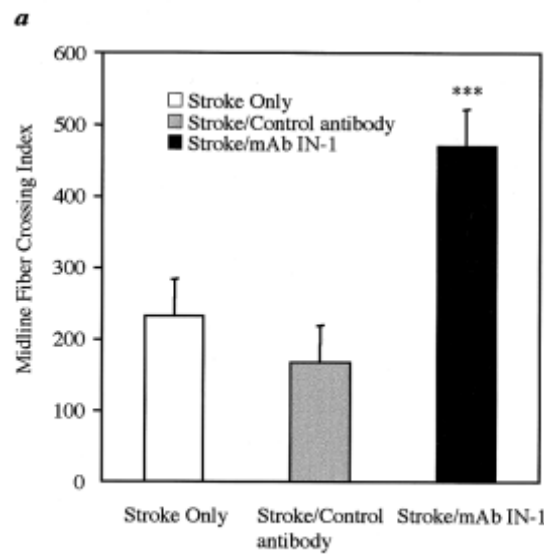 a
600
500
400
300
200
100
0
Midline Fiber Crossing Index
Stroke Only
Stroke/Control antibody
Stroke/mAb IN-1
***
Stroke Only
Stroke/Control antibody
Stroke/mAb IN-1